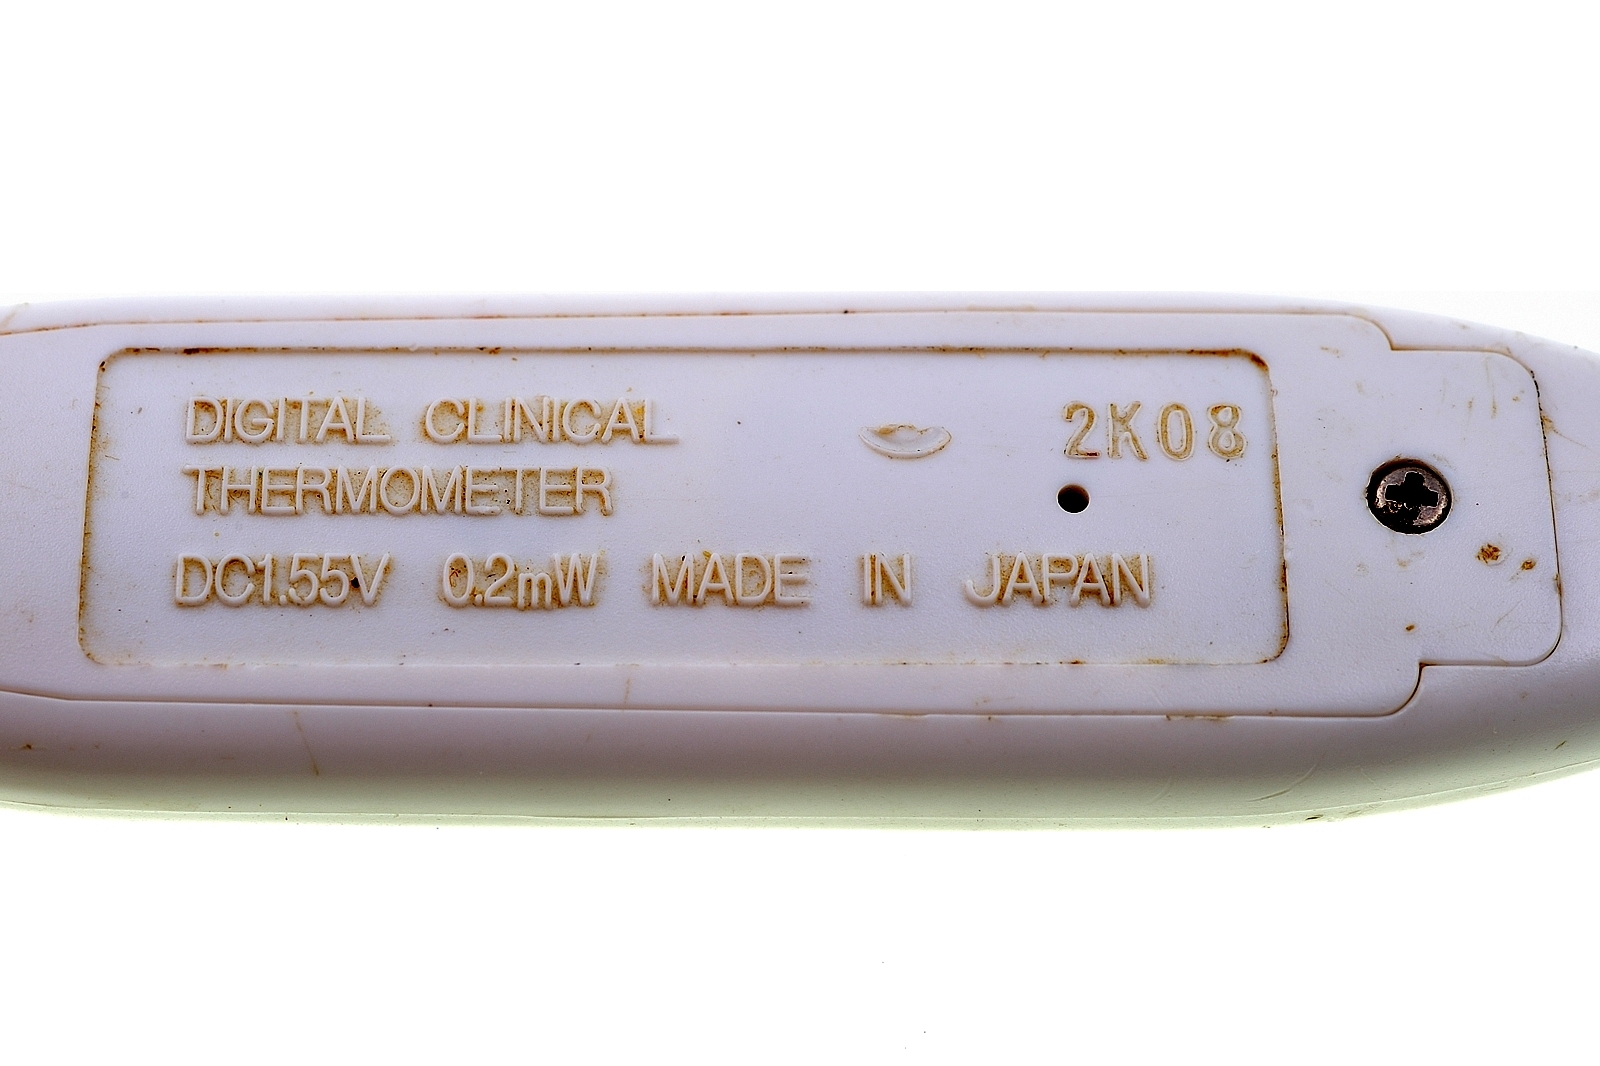 DIGITAL CLINICAL 2K08
THERMOMETER
DC1.55V 0.2mW MADE IN JAPAN